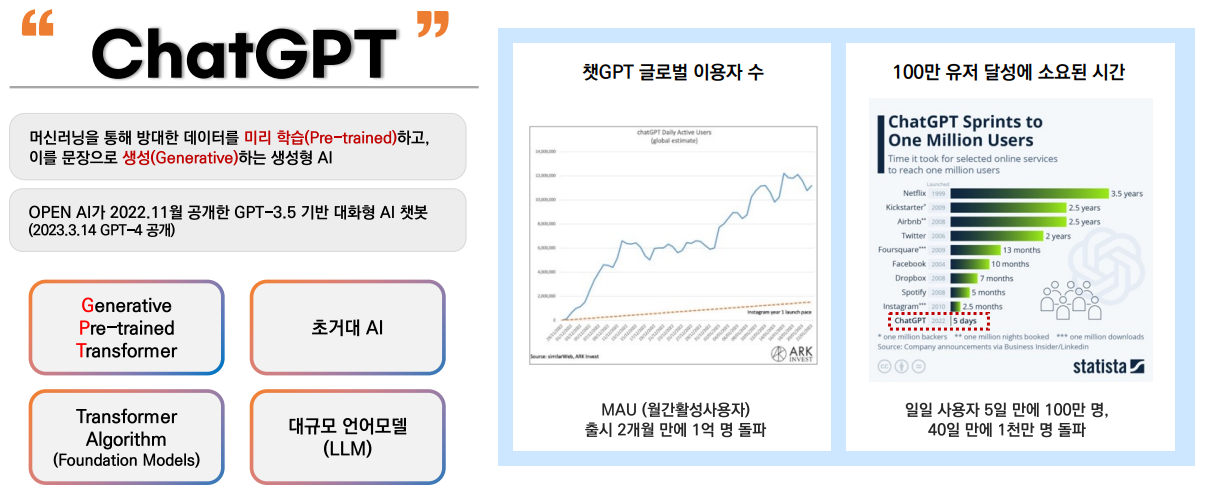 “ ChatGPT ”
머신러닝을 통해 방대한 데이터를 미리 학습(Pre-trained)하고,
이를 문장으로 생성(Generative)하는 생성형 AI
OPEN AI가 2022.11월 공개한 GPT-3.5 기반 대화형 AI 챗봇
(2023.3.14 GPT-4 공개)
Generative
Pre-trained
Transformer
초거대 AI
Transformer
Algorithm
(Foundation Models)
대규모 언어모델
(LLM)
챗GPT 글로벌 이용자 수
chatGPT Daily Active Users
(global estimate)
14,000,000
12,000,000
10,000,000
8,000,000
6,000,000
4,000,000
2,000,000
0
Instagram year 1 launch pace
Source: similarWeb, ARK Invest
ARK
INVEST
MAU (월간활성사용자)
출시 2개월 만에 1억 명 돌파
100만 유저 달성에 소요된 시간
ChatGPT Sprints to
One Million Users
Time it took for selected online services
to reach one million users
Launched
Netflix 1999 3.5 years
Kickstarter* 2009 2.5 years
Airbnb** 2008 2.5 years
Twitter 2006 2 years
Foursquare*** 2009 13 months
Facebook 2004 10 months
Dropbox 2008 7 months
Spotify 2008 5 months
Instagram*** 2010 2.5 months
ChatGPT 2022 5 days
* one million backers ** one million nights booked *** one million downloads
Source: Company announcements via Business Insider/Linkedin
statista
일일 사용자 5일 만에 100만 명,
40일 만에 1천만 명 돌파